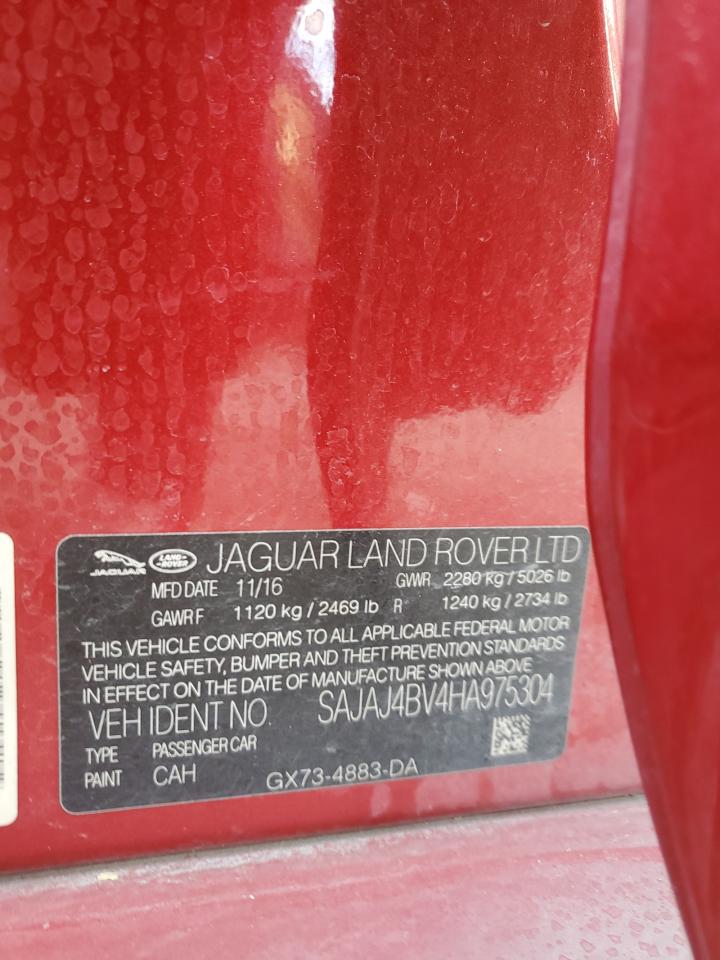 JAGUAR LAND-ROVER JAGUAR LAND ROVER LTD
MFD DATE 11/16 GVWR 2280 kg / 5026 lb
GAWR F 1120 kg / 2469 lb R 1240 kg / 2734 lb
THIS VEHICLE CONFORMS TO ALL APPLICABLE FEDERAL MOTOR
VEHICLE SAFETY, BUMPER AND THEFT PREVENTION STANDARDS
IN EFFECT ON THE DATE OF MANUFACTURE SHOWN ABOVE
VEH IDENT NO. SAJAJ4BV4HA975304
TYPE PASSENGER CAR
PAINT CAH GX73-4883-DA